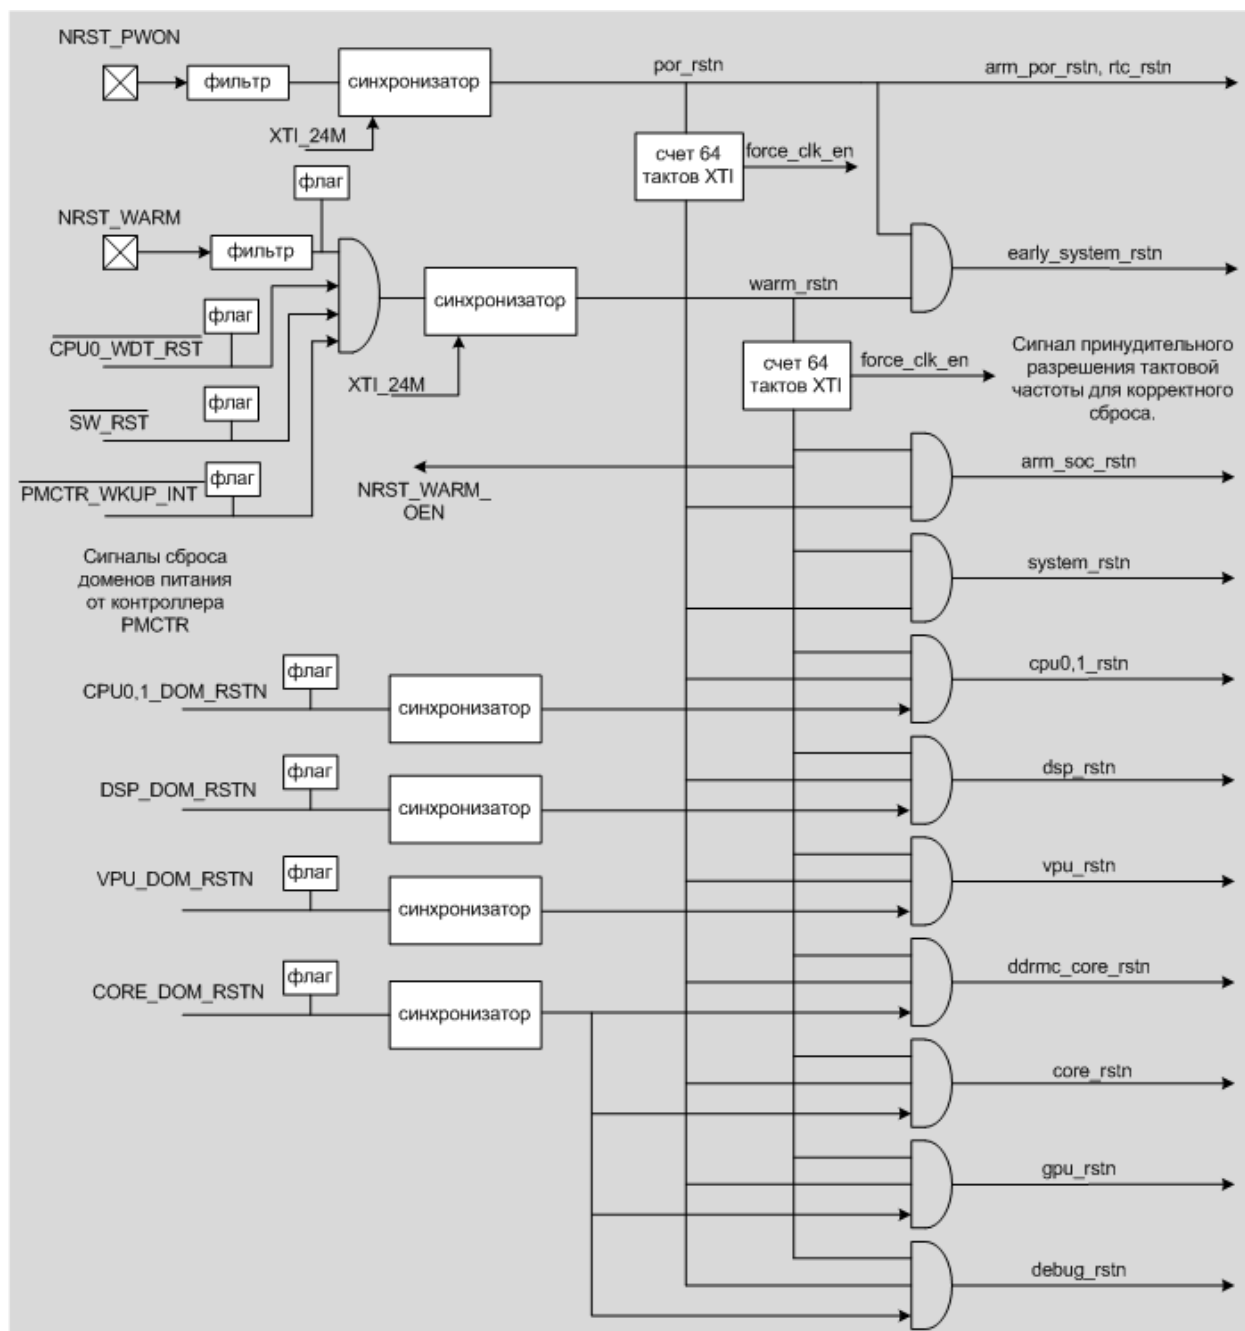 NRST_PWON
фильтр
синхронизатор
XTI_24M
por_rstn
arm_por_rstn, rtc_rstn
счет 64
тактов XTI
force_clk_en
флаг
NRST_WARM
фильтр
синхронизатор
XTI_24M
warm_rstn
early_system_rstn
флаг
CPU0_WDT_RST
счет 64
тактов XTI
force_clk_en
Сигнал принудительного
разрешения тактовой
частоты для корректного
сброса.
флаг
SW_RST
флаг
PMCTR_WKUP_INT
NRST_WARM_
OEN
arm_soc_rstn
Сигналы сброса
доменов питания
от контроллера
PMCTR
system_rstn
флаг
CPU0,1_DOM_RSTN
синхронизатор
cpu0,1_rstn
флаг
DSP_DOM_RSTN
синхронизатор
dsp_rstn
флаг
VPU_DOM_RSTN
синхронизатор
vpu_rstn
флаг
CORE_DOM_RSTN
синхронизатор
ddrmc_core_rstn
core_rstn
gpu_rstn
debug_rstn